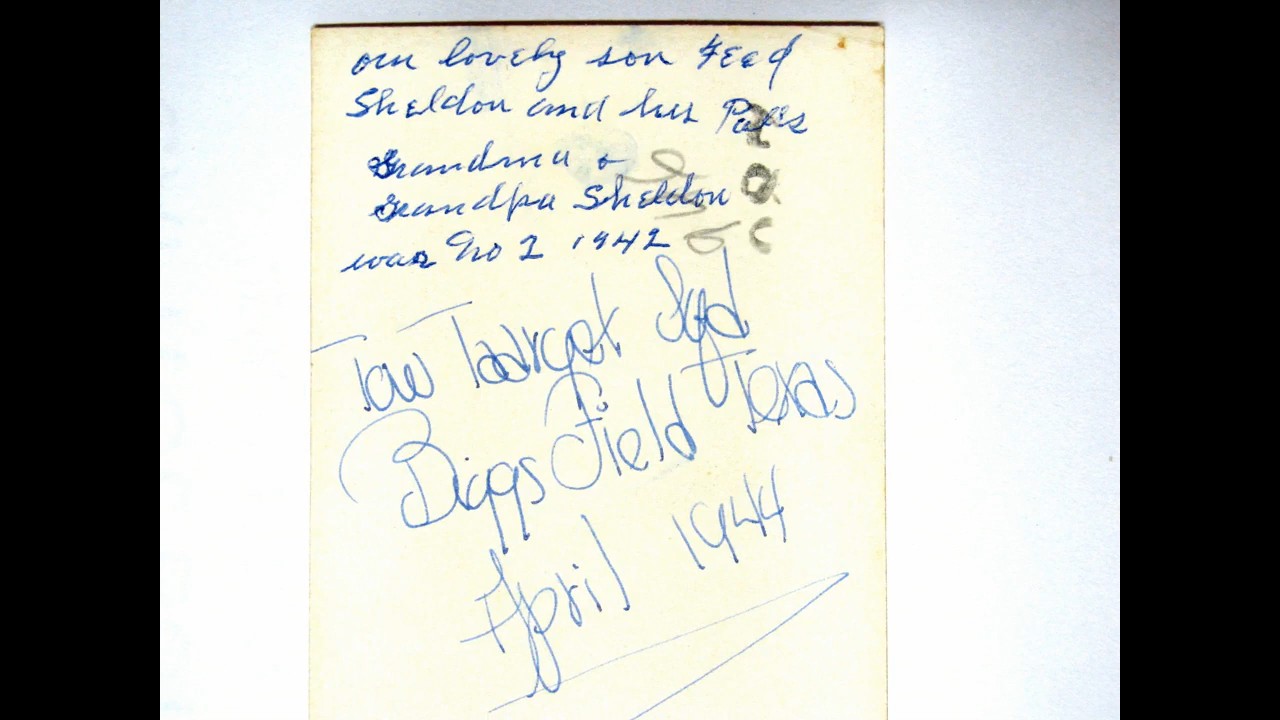 our lovely son Fred
Sheldon and his Palls
Grandma &
Grandpa Sheldon
war No 2 1942
Tow Target Sqd
Biggs Field Texas
April 1944